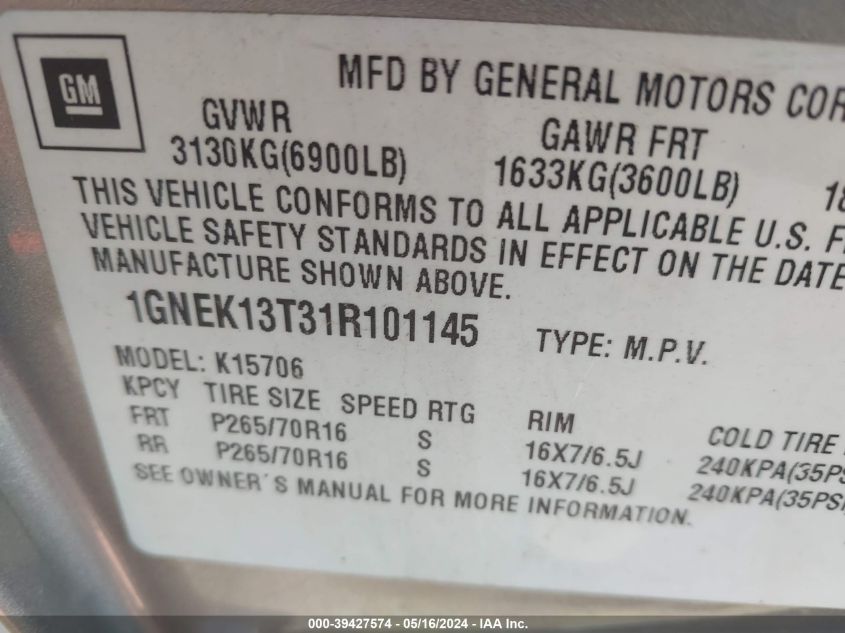 GM
MFD BY GENERAL MOTORS COR
GVWR GAWR FRT
3130KG(6900LB) 1633KG(3600LB) 18
THIS VEHICLE CONFORMS TO ALL APPLICABLE U.S. F
VEHICLE SAFETY STANDARDS IN EFFECT ON THE DATE
MANUFACTURE SHOWN ABOVE.
1GNEK13T31R101145 TYPE: M.P.V.
MODEL: K15706
KPCY TIRE SIZE SPEED RTG RIM COLD TIRE
FRT P265/70R16 S 16X7/6.5J 240KPA(35PS
RR P265/70R16 S 16X7/6.5J 240KPA(35PSI
SEE OWNER'S MANUAL FOR MORE INFORMATION.
000-39427574 / 05/16/2024 - IAA Inc.